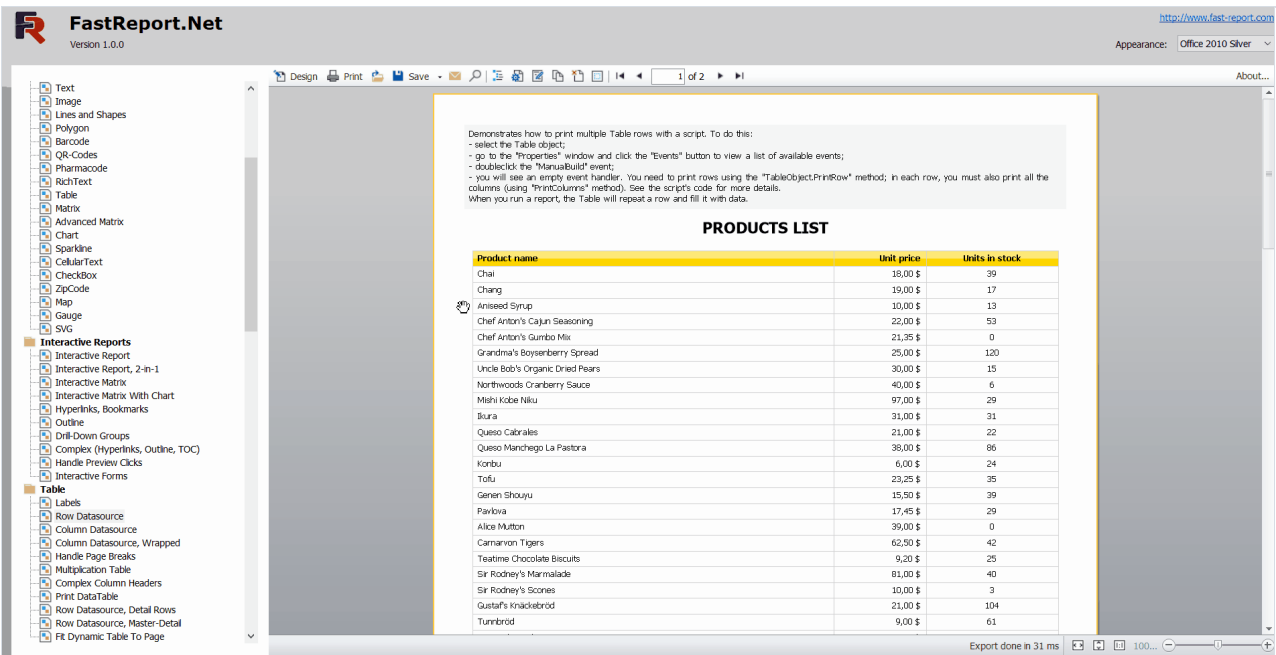 FastReport.Net
Version 1.0.0
http://www.fast-report.com
Appearance: Office 2010 Silver
Design Print Save 1 of 2 About...
Text
Image
Lines and Shapes
Polygon
Barcode
QR-Codes
Pharmacode
RichText
Table
Matrix
Advanced Matrix
Chart
Sparkline
CellularText
CheckBox
ZipCode
Map
Gauge
SVG
Interactive Reports
Interactive Report
Interactive Report, 2-in-1
Interactive Matrix
Interactive Matrix With Chart
Hyperlinks, Bookmarks
Outline
Drill-Down Groups
Complex (Hyperlinks, Outline, TOC)
Handle Preview Clicks
Interactive Forms
Table
Labels
Row Datasource
Column Datasource
Column Datasource, Wrapped
Handle Page Breaks
Multiplication Table
Complex Column Headers
Print DataTable
Row Datasource, Detail Rows
Row Datasource, Master-Detail
Fit Dynamic Table To Page
Demonstrates how to print multiple Table rows with a script. To do this:
- select the Table object;
- go to the "Properties" window and click the "Events" button to view a list of available events;
- doubleclick the "ManualBuild" event;
- you will see an empty event handler. You need to print rows using the "TableObject.PrintRow" method; in each row, you must also print all the
columns (using "PrintColumns" method). See the script's code for more details.
When you run a report, the Table will repeat a row and fill it with data.
PRODUCTS LIST
Product name Unit price Units in stock
Chai 18,00 $ 39
Chang 19,00 $ 17
Aniseed Syrup 10,00 $ 13
Chef Anton's Cajun Seasoning 22,00 $ 53
Chef Anton's Gumbo Mix 21,35 $ 0
Grandma's Boysenberry Spread 25,00 $ 120
Uncle Bob's Organic Dried Pears 30,00 $ 15
Northwoods Cranberry Sauce 40,00 $ 6
Mishi Kobe Niku 97,00 $ 29
Ikura 31,00 $ 31
Queso Cabrales 21,00 $ 22
Queso Manchego La Pastora 38,00 $ 86
Konbu 6,00 $ 24
Tofu 23,25 $ 35
Genen Shouyu 15,50 $ 39
Pavlova 17,45 $ 29
Alice Mutton 39,00 $ 0
Carnarvon Tigers 62,50 $ 42
Teatime Chocolate Biscuits 9,20 $ 25
Sir Rodney's Marmalade 81,00 $ 40
Sir Rodney's Scones 10,00 $ 3
Gustaf's Knäckebröd 21,00 $ 104
Tunnbröd 9,00 $ 61
Export done in 31 ms 100...